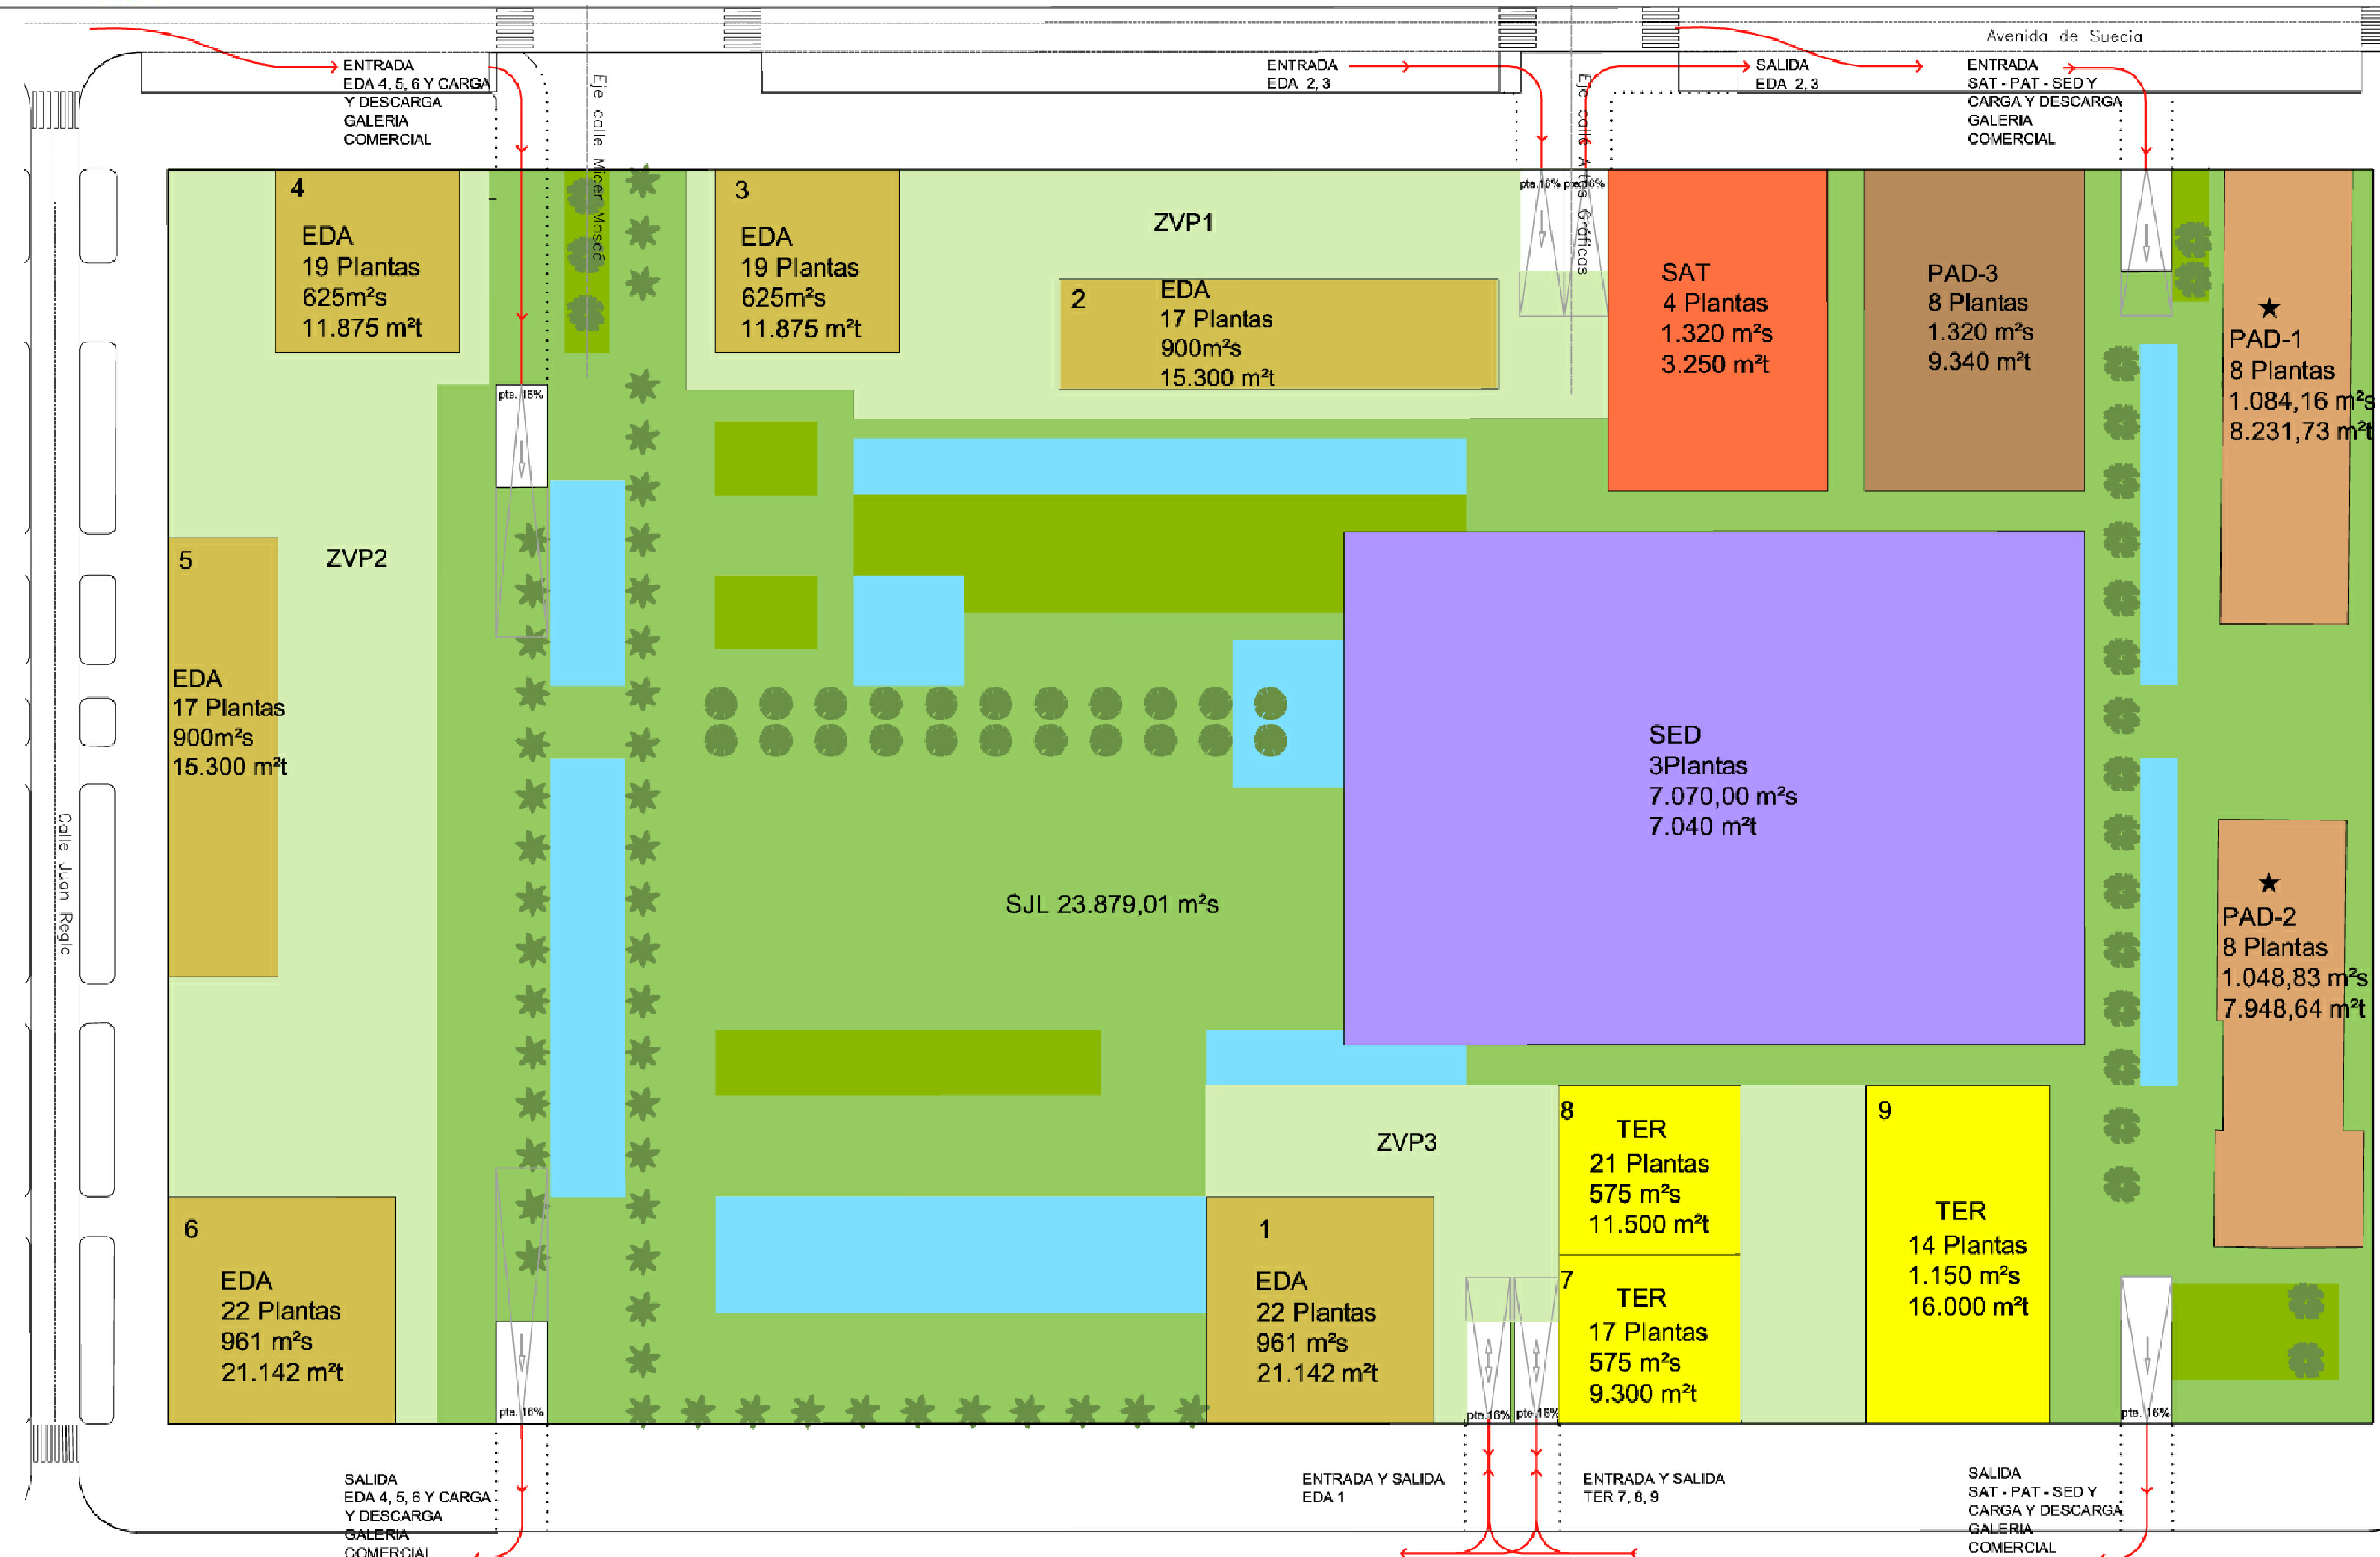 Avenida de Suecia
ENTRADA
EDA 4, 5, 6 Y CARGA
Y DESCARGA
GALERIA
COMERCIAL
Eje calle Micer Mascó
ENTRADA
EDA 2, 3
Eje calle Artes Gráficas
SALIDA
EDA 2,3
ENTRADA
SAT - PAT - SED Y
CARGA Y DESCARGA
GALERIA
COMERCIAL
4
EDA
19 Plantas
625m²s
11.875 m²t
3
EDA
19 Plantas
625m²s
11.875 m²t
ZVP1
2
EDA
17 Plantas
900m²s
15.300 m²t
pte.16%
pte.16%
SAT
4 Plantas
1.320 m²s
3.250 m²t
PAD-3
8 Plantas
1.320 m²s
9.340 m²t
★
PAD-1
8 Plantas
1.084,16 m²s
8.231,73 m²t
pte. 16%
5
ZVP2
EDA
17 Plantas
900m²s
15.300 m²t
SED
3Plantas
7.070,00 m²s
7.040 m²t
Calle Juan Regla
SJL 23.879,01 m²s
★
PAD-2
8 Plantas
1.048,83 m²s
7.948,64 m²t
ZVP3
8
TER
21 Plantas
575 m²s
11.500 m²t
9
TER
14 Plantas
1.150 m²s
16.000 m²t
6
EDA
22 Plantas
961 m²s
21.142 m²t
1
EDA
22 Plantas
961 m²s
21.142 m²t
7
TER
17 Plantas
575 m²s
9.300 m²t
pte. 16%
pte.16%
pte.16%
pte. 16%
SALIDA
EDA 4, 5, 6 Y CARGA
Y DESCARGA
GALERIA
COMERCIAL
ENTRADA Y SALIDA
EDA 1
ENTRADA Y SALIDA
TER 7, 8, 9
SALIDA
SAT - PAT - SED Y
CARGA Y DESCARGA
GALERIA
COMERCIAL